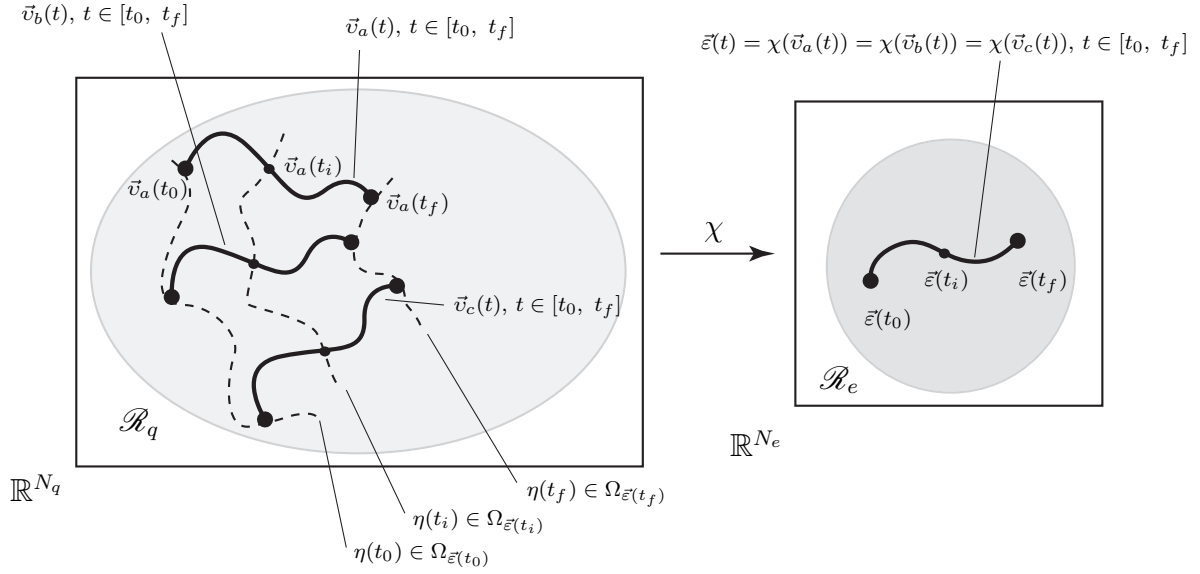 $\vec{v}_b(t),\, t \in [t_0,\ t_f]$
$\vec{v}_a(t),\, t \in [t_0,\ t_f]$
$\vec{\varepsilon}(t) = \chi(\vec{v}_a(t)) = \chi(\vec{v}_b(t)) = \chi(\vec{v}_c(t)),\, t \in [t_0,\ t_f]$
$\vec{v}_a(t_i)$
$\vec{v}_a(t_0)$
$\vec{v}_a(t_f)$
$\chi$
$\vec{\varepsilon}(t_i)$
$\vec{\varepsilon}(t_f)$
$\vec{v}_c(t),\, t \in [t_0,\ t_f]$
$\vec{\varepsilon}(t_0)$
$\mathscr{R}_e$
$\mathscr{R}_q$
$\mathbb{R}^{N_e}$
$\mathbb{R}^{N_q}$
$\eta(t_f) \in \Omega_{\vec{\varepsilon}(t_f)}$
$\eta(t_i) \in \Omega_{\vec{\varepsilon}(t_i)}$
$\eta(t_0) \in \Omega_{\vec{\varepsilon}(t_0)}$